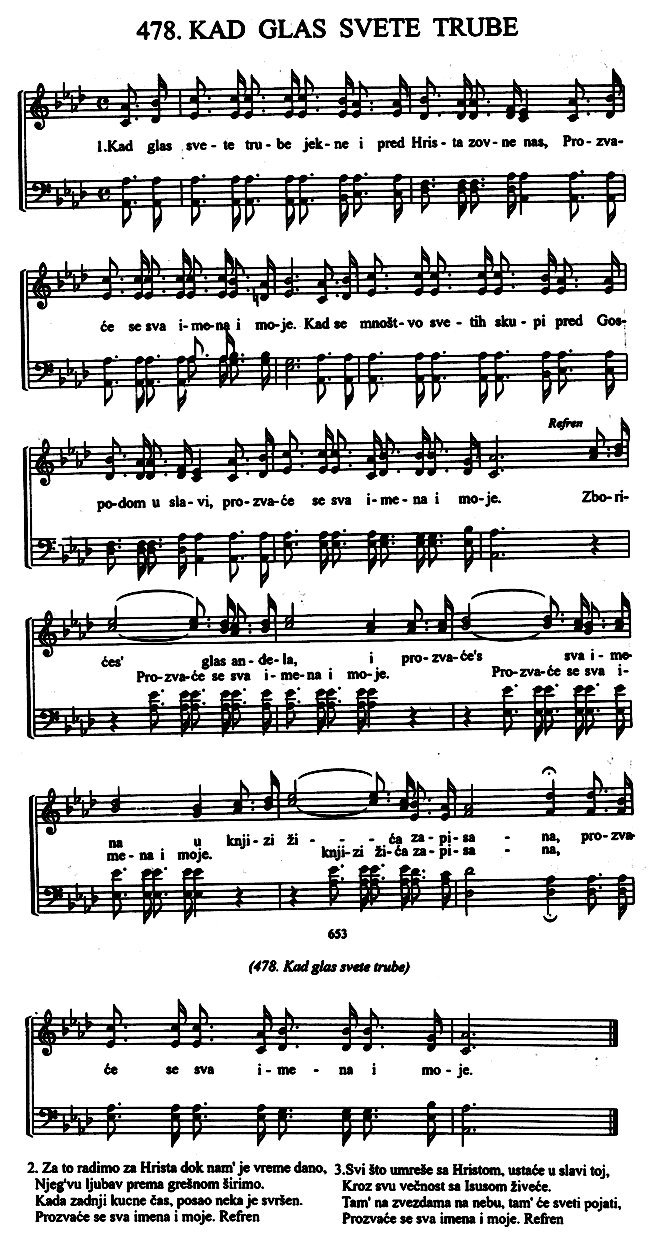 478. KAD GLAS SVETE TRUBE
1.Kad glas sve - te tru - be jek - ne i pred Hris - ta zov - ne nas, Pro - zva-
će se sva i - me - na i mo - je. Kad se mnošt - vo sve - tih sku - pi pred Gos-
Refren
po - dom u sla - vi, pro - zva - će se sva i - me - na i mo - je. Zbo - ri-
ćes' glas an - đe - la, i pro - zva - će's sva i - me-
Pro - zva - će se sva i - me - na i mo - je. Pro - zva - će se sva i-
na u knji - zi ži - - - ća za - pi - sa - na, pro - zva-
me - na i moje. knji - zi ži - ća za - pi - sa - na,
653
(478. Kad glas svete trube)
će se sva i - me - na i mo - je.
2. Za to radimo za Hrista dok nam' je vreme dano,
Njeg'vu ljubav prema grešnom širimo.
Kada zadnji kucne čas, posao neka je svršen.
Prozvaće se sva imena i moje. Refren
3.Svi što umreše sa Hristom, ustaće u slavi toj,
Kroz svu večnost sa Isusom živeće.
Tam' na zvezdama na nebu, tam' će sveti pojati,
Prozvaće se sva imena i moje. Refren